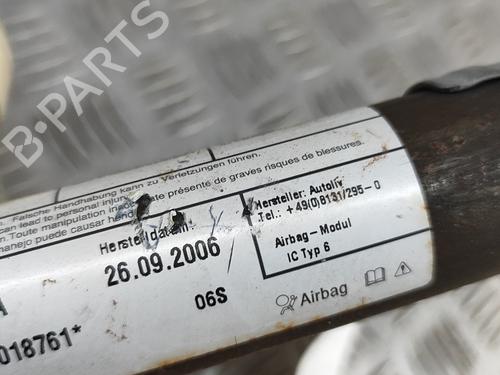 B-PARTS
. Falsche Handhabung kann zu Verletzungen führen.
can lead to personal injury.
Toute manipulation
présente de graves risques de blessures.
manejo puede causar
Herstelldatum:
26.09.2006
06S
018761*
Hersteller: Autoliv
Tel.: +49(0)8131/295-0
Airbag-Modul
IC Typ 6
Airbag